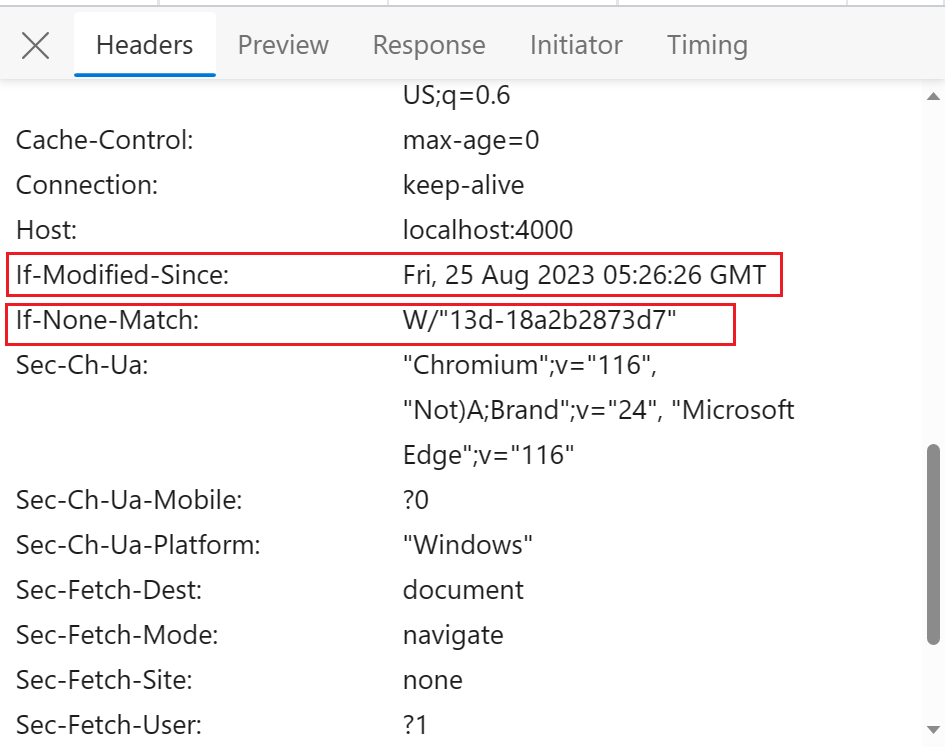 Headers Preview Response Initiator Timing
US;q=0.6
Cache-Control: max-age=0
Connection: keep-alive
Host: localhost:4000
If-Modified-Since: Fri, 25 Aug 2023 05:26:26 GMT
If-None-Match: W/"13d-18a2b2873d7"
Sec-Ch-Ua: "Chromium";v="116",
"Not)A;Brand";v="24", "Microsoft
Edge";v="116"
Sec-Ch-Ua-Mobile: ?0
Sec-Ch-Ua-Platform: "Windows"
Sec-Fetch-Dest: document
Sec-Fetch-Mode: navigate
Sec-Fetch-Site: none
Sec-Fetch-User: ?1